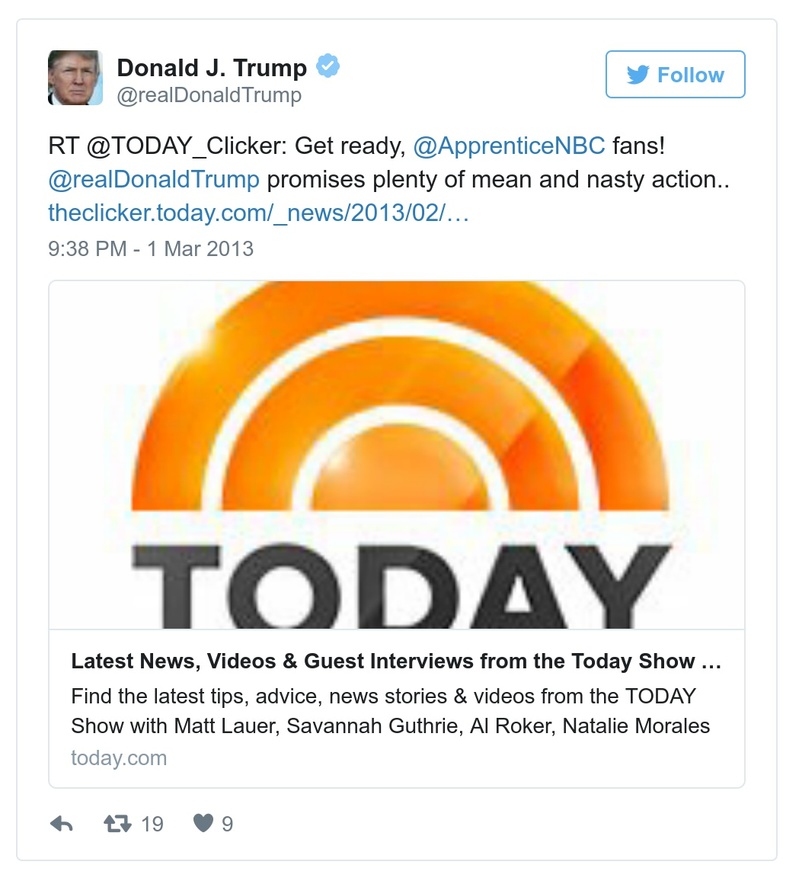 Donald J. Trump
@realDonaldTrump
Follow
RT @TODAY_Clicker: Get ready, @ApprenticeNBC fans!
@realDonaldTrump promises plenty of mean and nasty action..
theclicker.today.com/_news/2013/02/…
9:38 PM - 1 Mar 2013
TODAY
Latest News, Videos & Guest Interviews from the Today Show …
Find the latest tips, advice, news stories & videos from the TODAY
Show with Matt Lauer, Savannah Guthrie, Al Roker, Natalie Morales
today.com
19 9